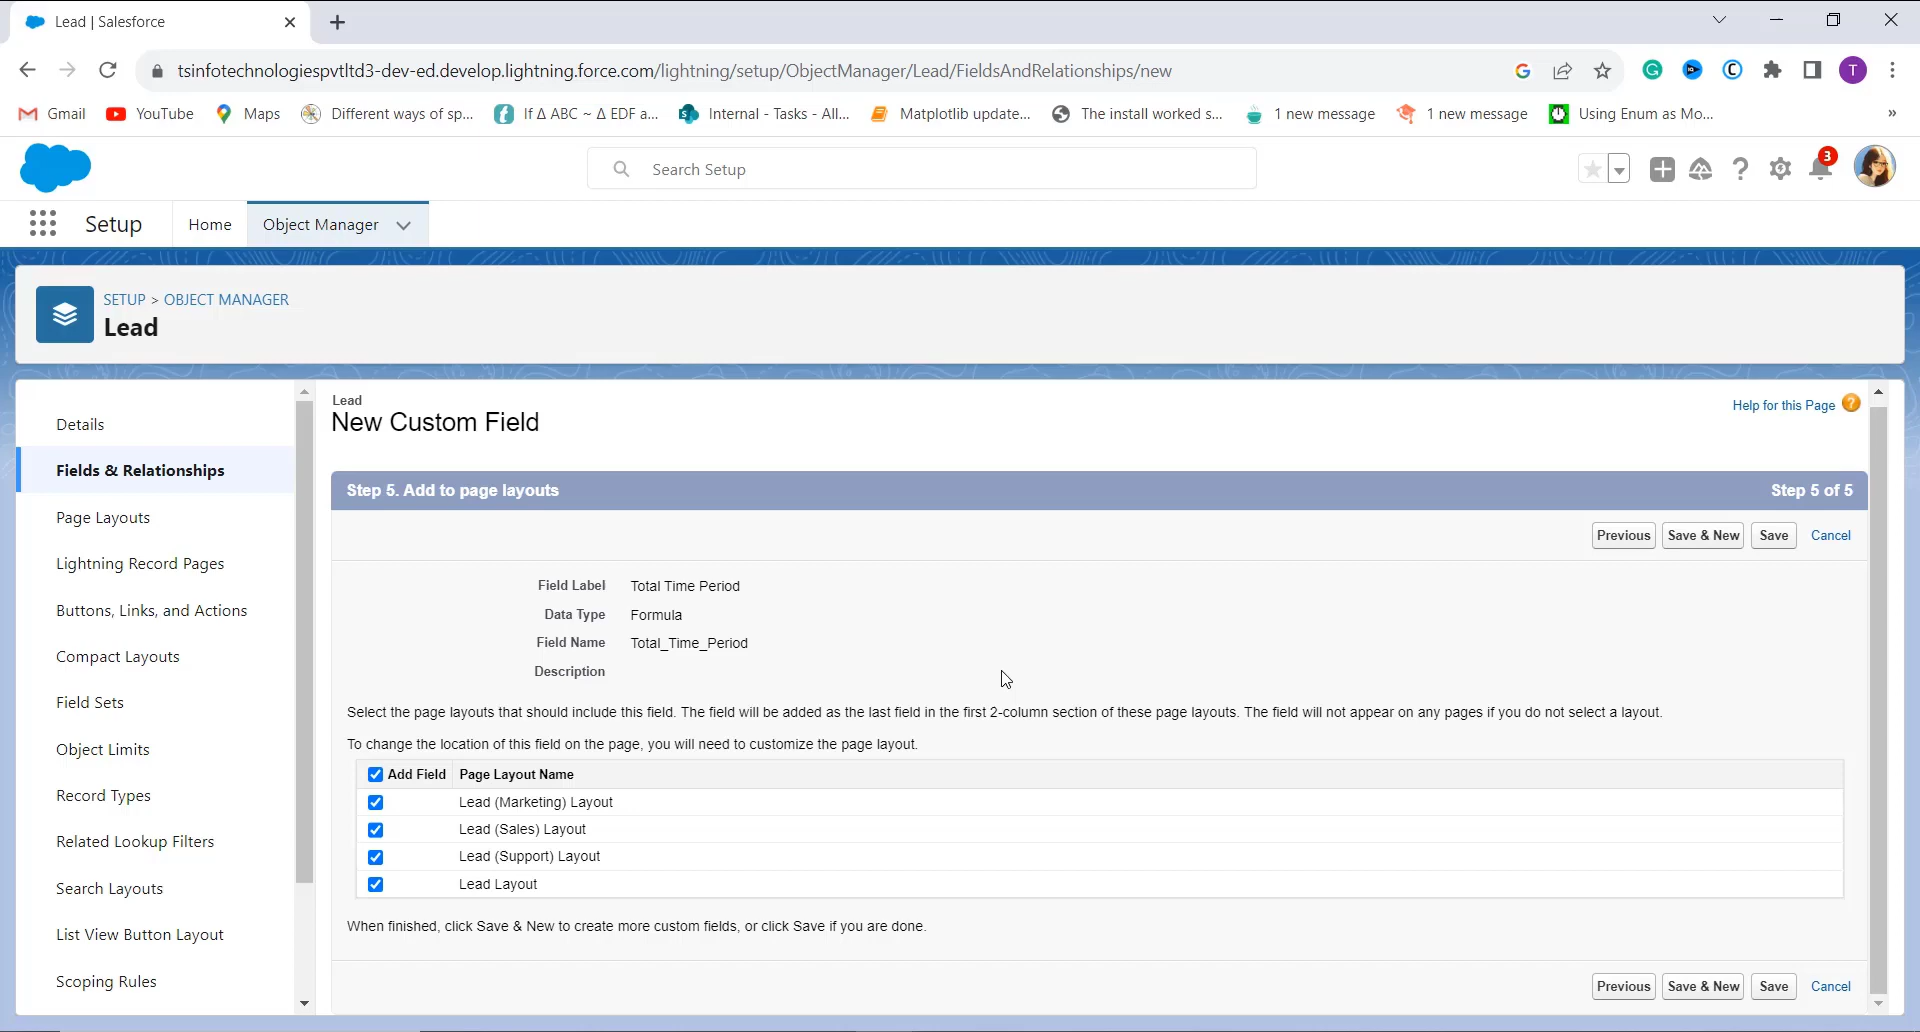 Lead | Salesforce
tsinfotechnologiespvtltd3-dev-ed.develop.lightning.force.com/lightning/setup/ObjectManager/Lead/FieldsAndRelationships/new
T
Gmail YouTube Maps Different ways of sp... If Δ ABC ~ Δ EDF a... Internal - Tasks - All... Matplotlib update... The install worked s... 1 new message 1 new message Using Enum as Mo... »
Search Setup
3
Setup Home Object Manager
SETUP > OBJECT MANAGER
Lead
Details
Fields & Relationships
Page Layouts
Lightning Record Pages
Buttons, Links, and Actions
Compact Layouts
Field Sets
Object Limits
Record Types
Related Lookup Filters
Search Layouts
List View Button Layout
Scoping Rules
Lead
New Custom Field
Help for this Page ?
Step 5. Add to page layouts Step 5 of 5
Previous Save & New Save Cancel
Field Label Total Time Period
Data Type Formula
Field Name Total_Time_Period
Description
Select the page layouts that should include this field. The field will be added as the last field in the first 2-column section of these page layouts. The field will not appear on any pages if you do not select a layout.
To change the location of this field on the page, you will need to customize the page layout.
Add Field Page Layout Name
Lead (Marketing) Layout
Lead (Sales) Layout
Lead (Support) Layout
Lead Layout
When finished, click Save & New to create more custom fields, or click Save if you are done.
Previous Save & New Save Cancel